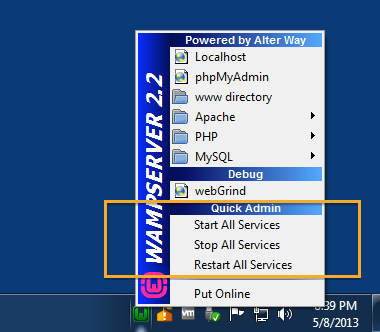 Powered by Alter Way
Localhost
phpMyAdmin
www directory
Apache
PHP
MySQL
Debug
webGrind
Quick Admin
Start All Services
Stop All Services
Restart All Services
Put Online
WAMPSERVER 2.2
vm
:39 PM
5/8/2013